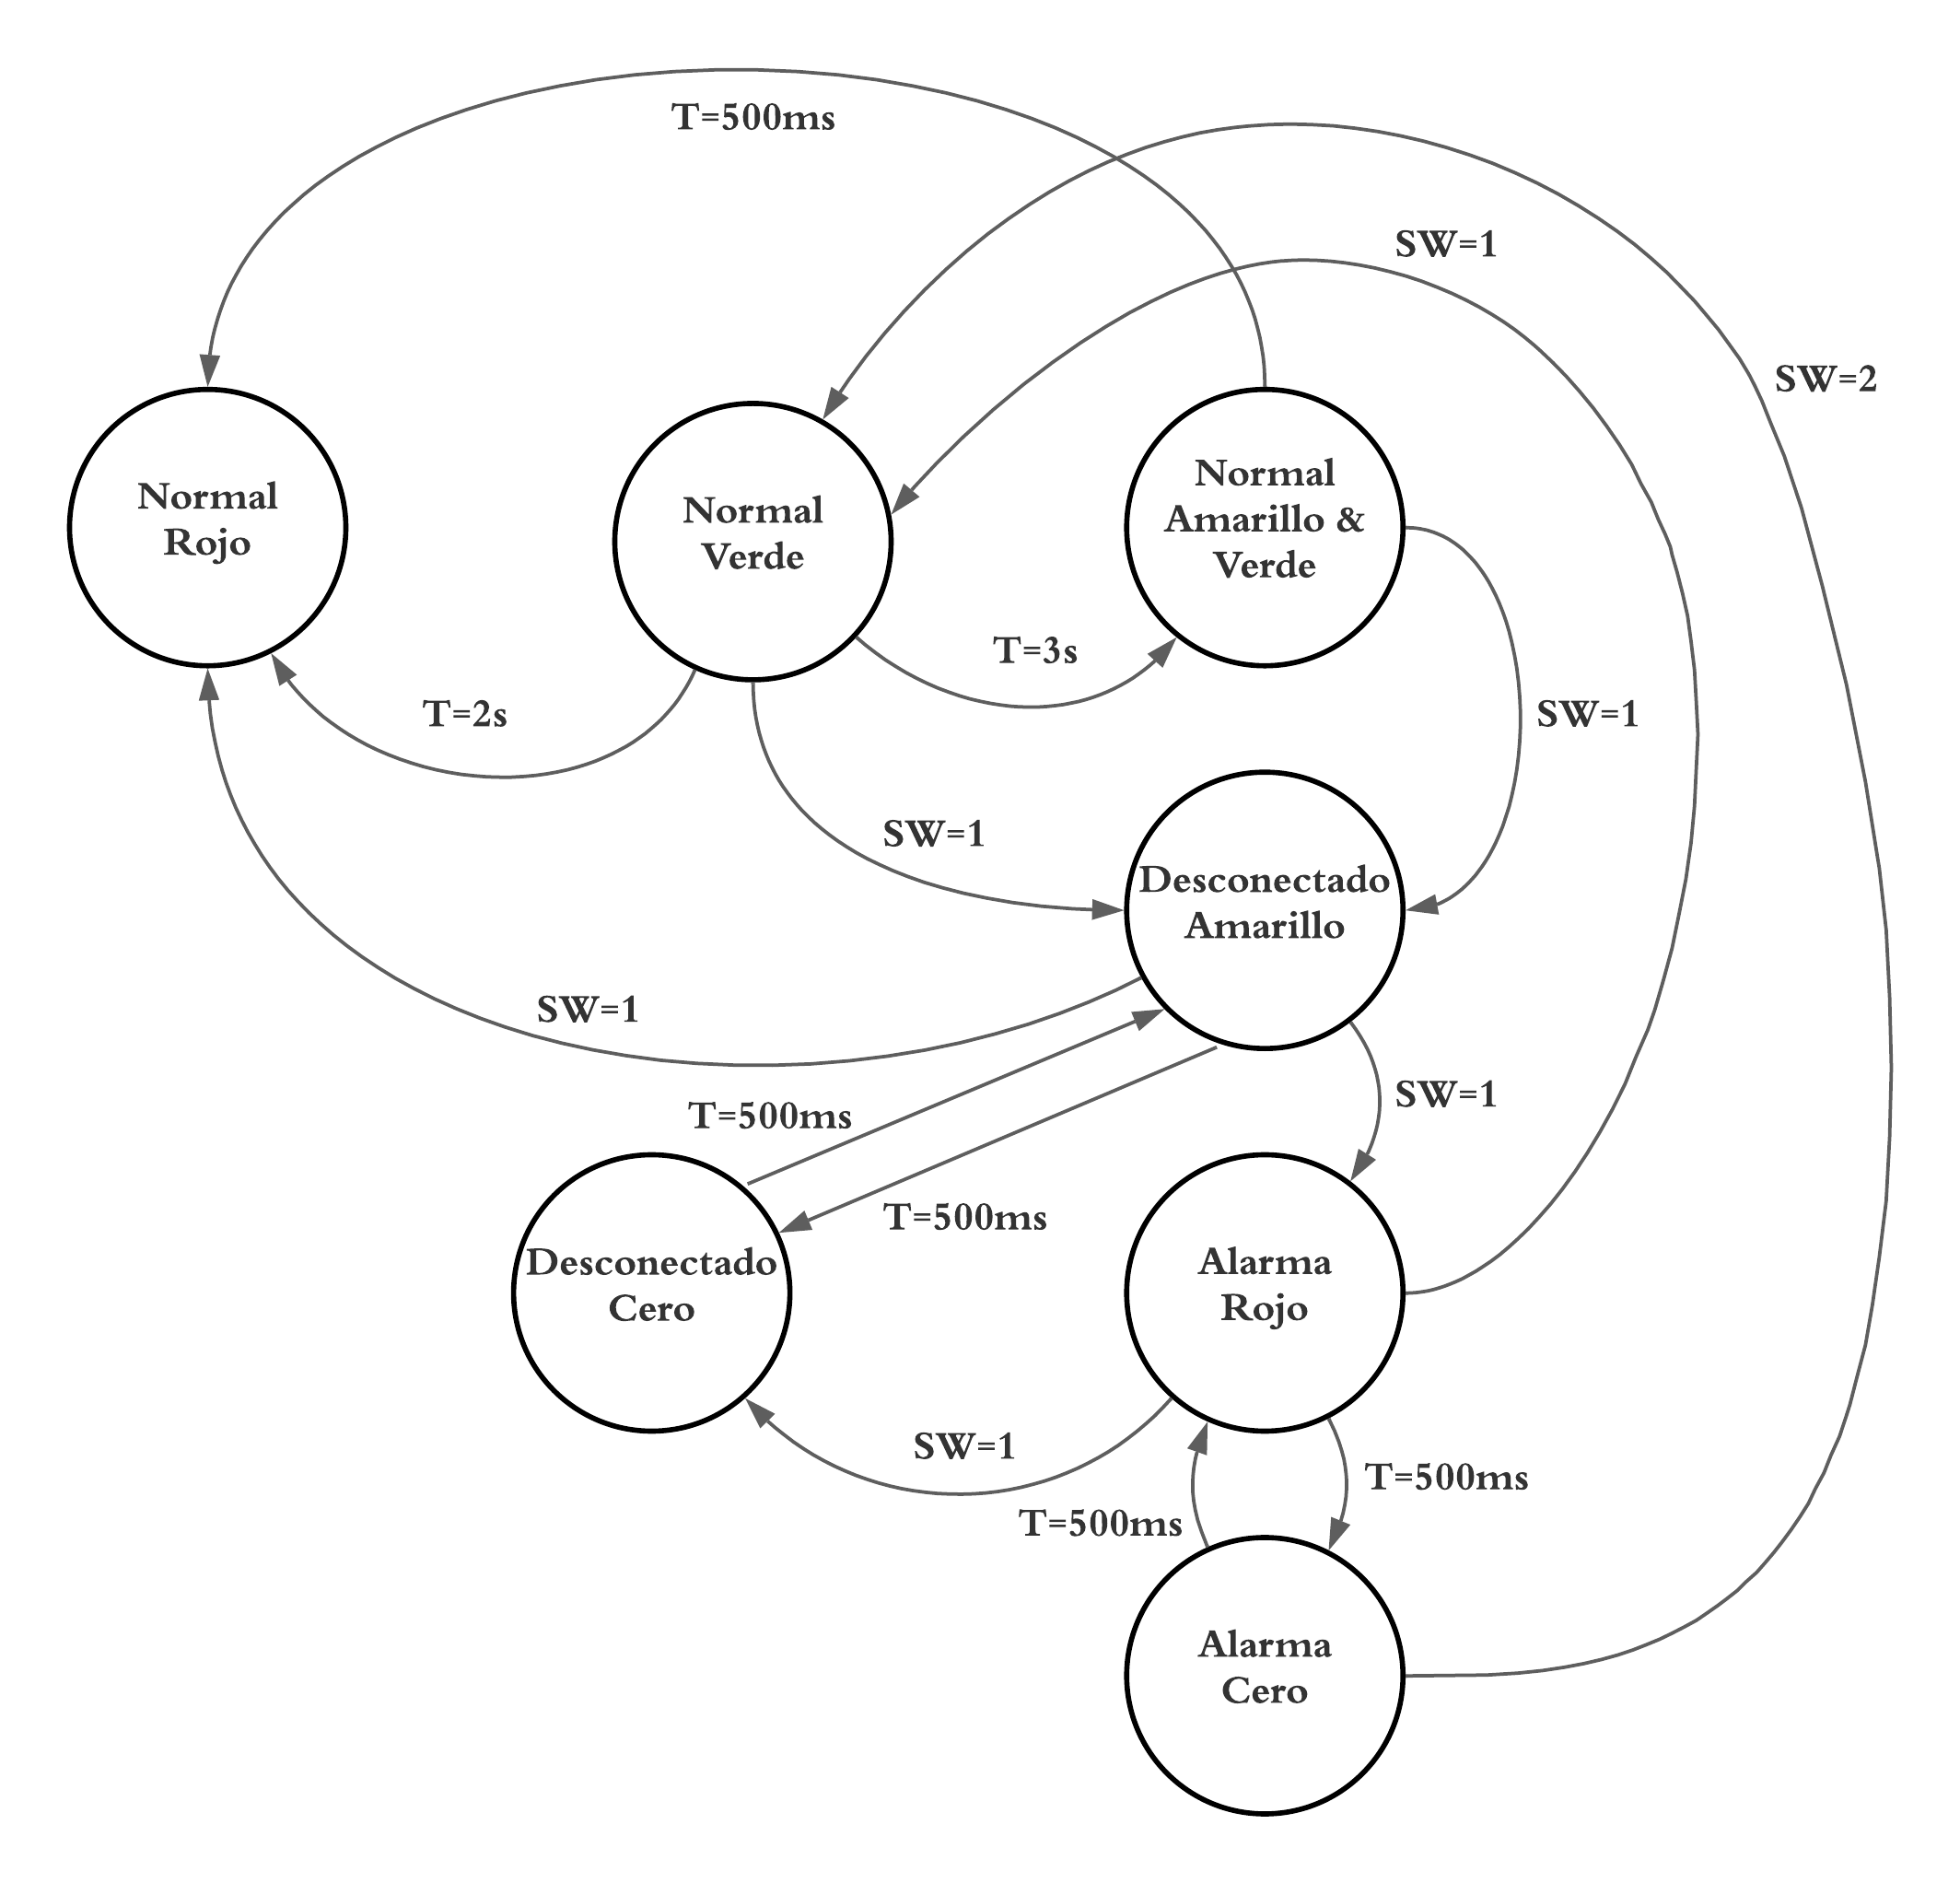 T=500ms
SW=1
SW=2
Normal
Rojo
Normal
Verde
Normal
Amarillo &
Verde
T=3s
T=2s
SW=1
SW=1
Desconectado
Amarillo
SW=1
SW=1
T=500ms
T=500ms
Desconectado
Cero
Alarma
Rojo
SW=1
T=500ms
T=500ms
Alarma
Cero